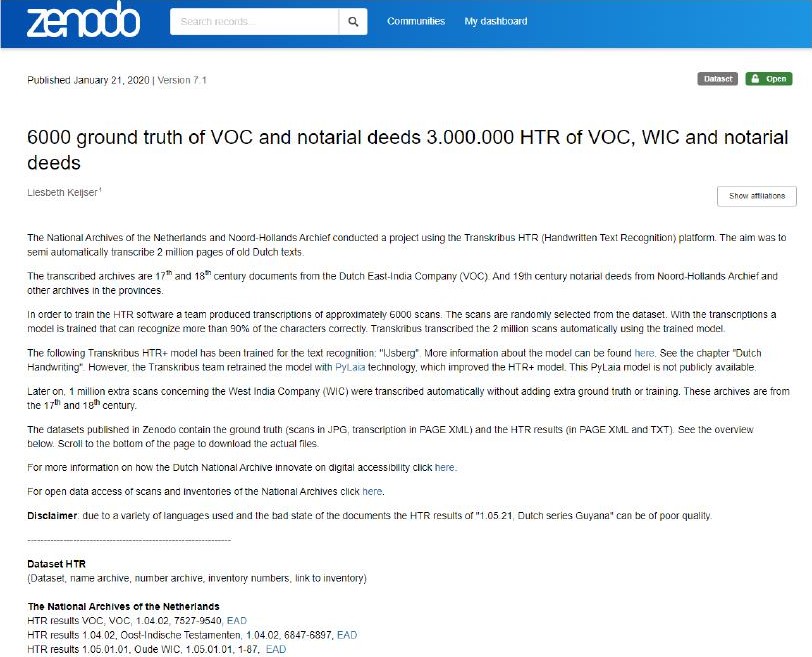 zenodo
Search records...
Communities
My dashboard
Published January 21, 2020 | Version 7.1
Dataset
Open
6000 ground truth of VOC and notarial deeds 3.000.000 HTR of VOC, WIC and notarial
deeds
Liesbeth Keijser¹
Show affiliations
The National Archives of the Netherlands and Noord-Hollands Archief conducted a project using the Transkribus HTR (Handwritten Text Recognition) platform. The aim was to
semi automatically transcribe 2 million pages of old Dutch texts.
The transcribed archives are 17th and 18th century documents from the Dutch East-India Company (VOC). And 19th century notarial deeds from Noord-Hollands Archief and
other archives in the provinces.
In order to train the HTR software a team produced transcriptions of approximately 6000 scans. The scans are randomly selected from the dataset. With the transcriptions a
model is trained that can recognize more than 90% of the characters correctly. Transkribus transcribed the 2 million scans automatically using the trained model.
The following Transkribus HTR+ model has been trained for the text recognition: "IJsberg". More information about the model can be found here. See the chapter "Dutch
Handwriting". However, the Transkribus team retrained the model with PyLaia technology, which improved the HTR+ model. This PyLaia model is not publicly available.
Later on, 1 million extra scans concerning the West India Company (WIC) were transcribed automatically without adding extra ground truth or training. These archives are from
the 17th and 18th century.
The datasets published in Zenodo contain the ground truth (scans in JPG, transcription in PAGE XML) and the HTR results (in PAGE XML and TXT). See the overview
below. Scroll to the bottom of the page to download the actual files.
For more information on how the Dutch National Archive innovate on digital accessibility click here.
For open data access of scans and inventories of the National Archives click here.
Disclaimer: due to a variety of languages used and the bad state of the documents the HTR results of "1.05.21, Dutch series Guyana" can be of poor quality.
------------------------------------------------------------
Dataset HTR
(Dataset, name archive, number archive, inventory numbers, link to inventory)
The National Archives of the Netherlands
HTR results VOC, VOC, 1.04.02, 7527-9540, EAD
HTR results 1.04.02, Oost-Indische Testamenten, 1.04.02, 6847-6897, EAD
HTR results 1.05.01.01, Oude WIC, 1.05.01.01, 1-87, EAD